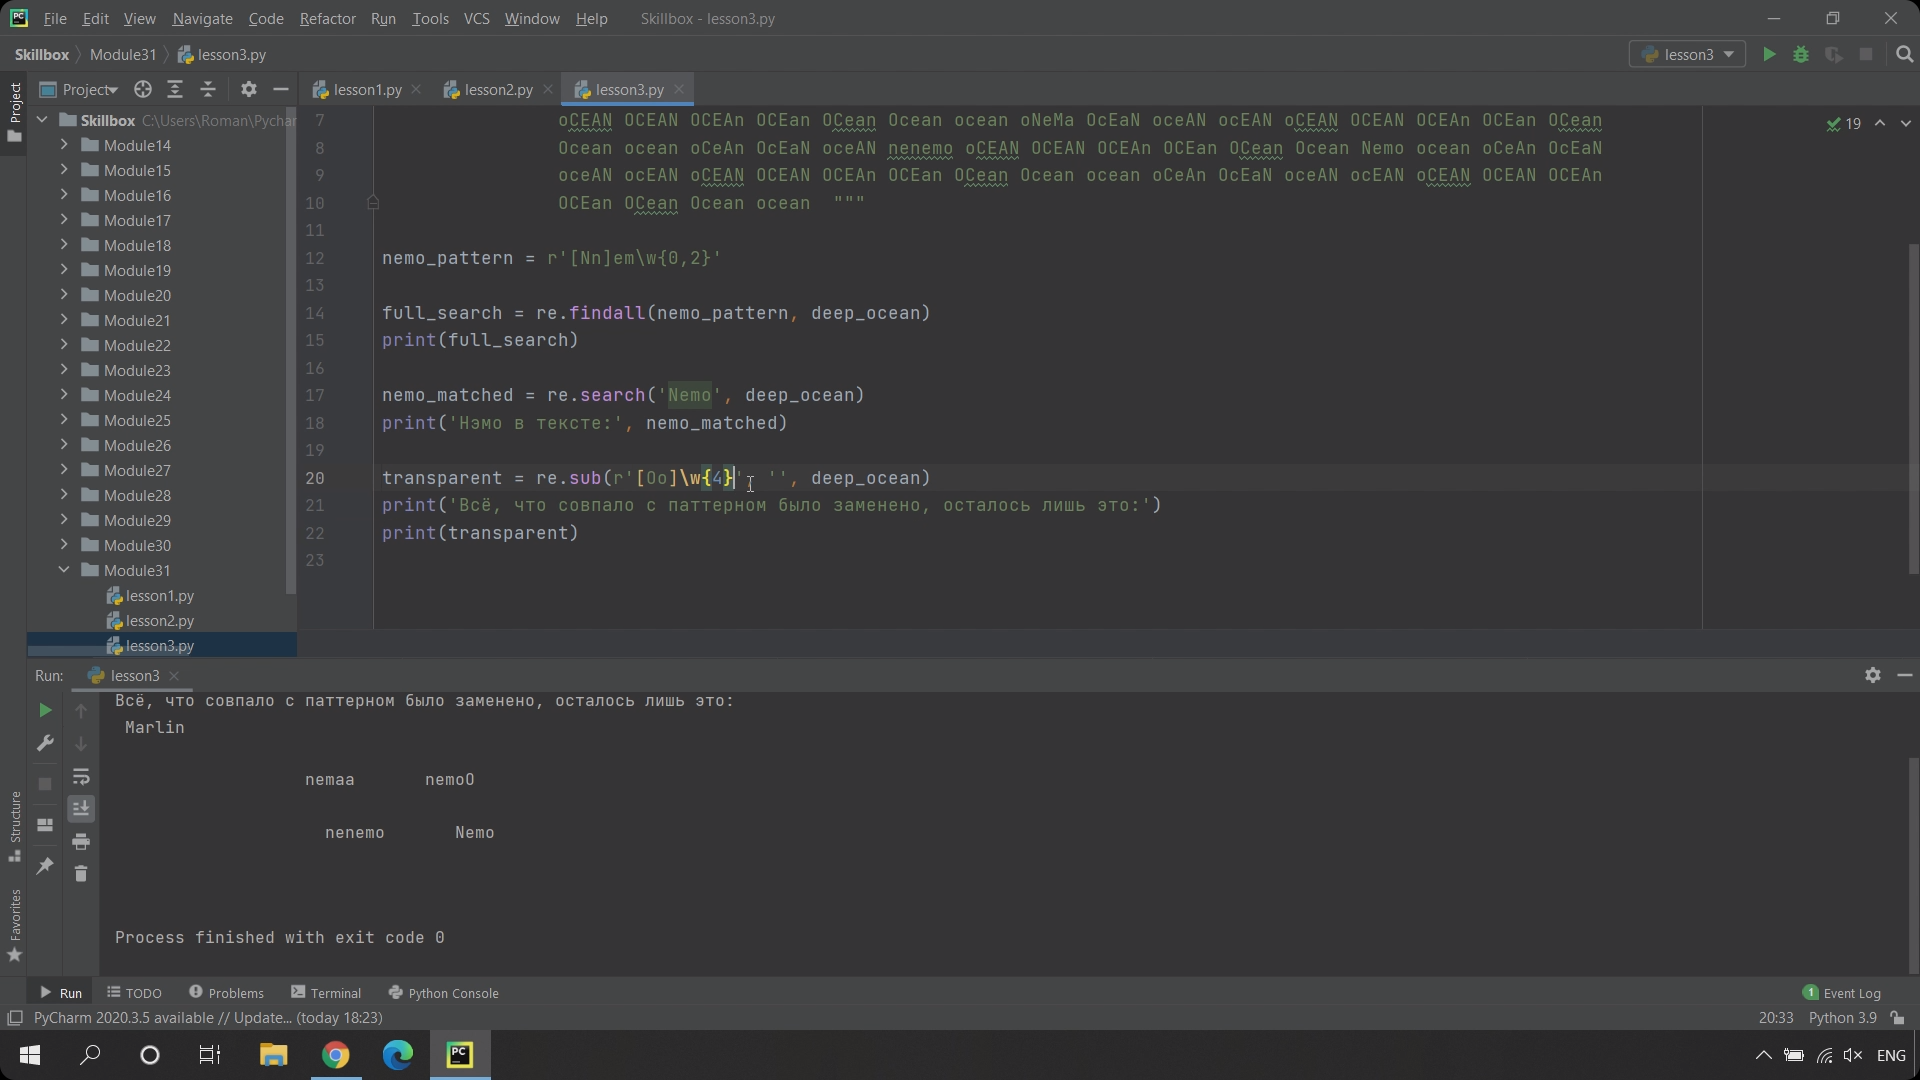 File Edit View Navigate Code Refactor Run Tools VCS Window Help Skillbox - lesson3.py
Skillbox Module31 lesson3.py lesson3
Project lesson1.py lesson2.py lesson3.py
Project
Skillbox C:\Users\Roman\Pychar
Module14
Module15
Module16
Module17
Module18
Module19
Module20
Module21
Module22
Module23
Module24
Module25
Module26
Module27
Module28
Module29
Module30
Module31
lesson1.py
lesson2.py
lesson3.py
7 oCEAN OCEAN OCEAn OCEan OCean Ocean ocean oNeMa OcEaN oceAN ocEAN oCEAN OCEAN OCEAn OCEan OCean
8 Ocean ocean oCeAn OcEaN oceAN nenemo oCEAN OCEAN OCEAn OCEan OCean Ocean Nemo ocean oCeAn OcEaN
9 oceAN ocEAN oCEAN OCEAN OCEAn OCEan OCean Ocean ocean oCeAn OcEaN oceAN ocEAN oCEAN OCEAN OCEAn
10 OCEan OCean Ocean ocean """
11
12 nemo_pattern = r'[Nn]em\w{0,2}'
13
14 full_search = re.findall(nemo_pattern, deep_ocean)
15 print(full_search)
16
17 nemo_matched = re.search('Nemo', deep_ocean)
18 print('Нэмо в тексте:', nemo_matched)
19
20 transparent = re.sub(r'[Oo]\w{4}', '', deep_ocean)
21 print('Всё, что совпало с паттерном было заменено, осталось лишь это:')
22 print(transparent)
23
19
Run: lesson3
Всё, что совпало с паттерном было заменено, осталось лишь это:
Marlin
nemaa nemoO
nenemo Nemo
Process finished with exit code 0
Structure
Favorites
Run TODO Problems Terminal Python Console 1 Event Log
PyCharm 2020.3.5 available // Update... (today 18:23) 20:33 Python 3.9
PC ENG